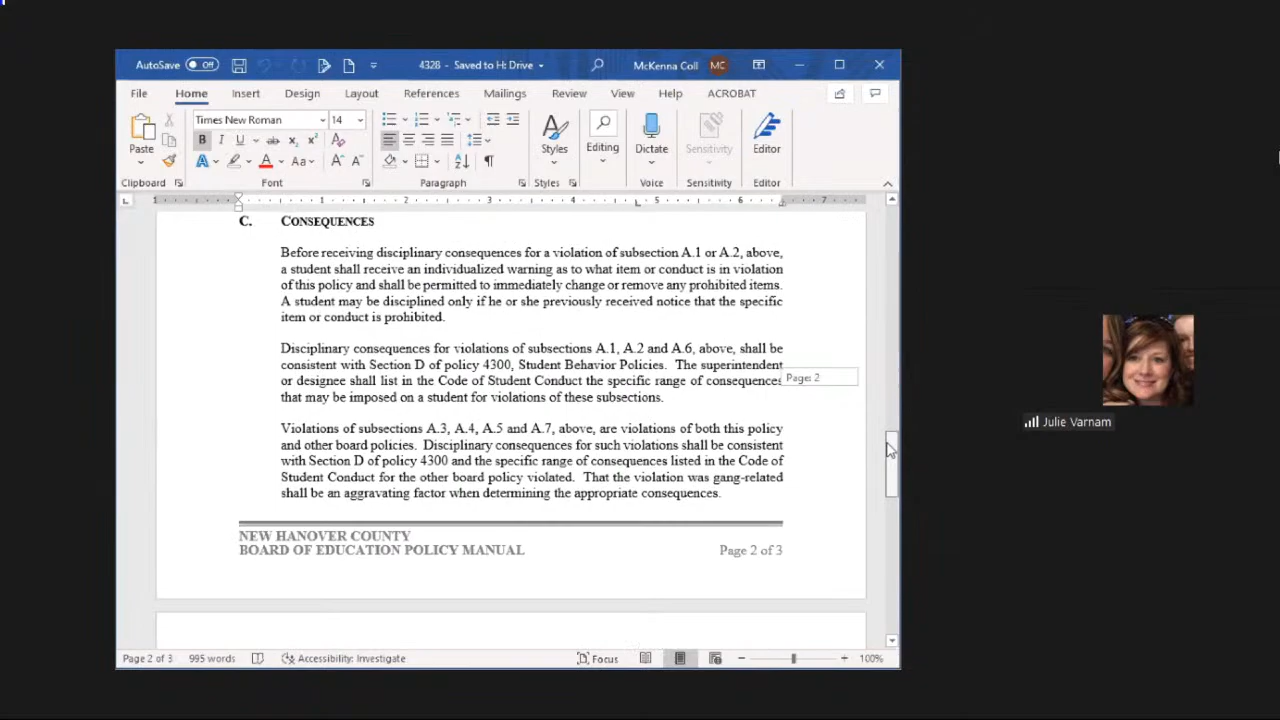 AutoSave Off 4328 - Saved to H: Drive McKenna Coll MC
File Home Insert Design Layout References Mailings Review View Help ACROBAT
Times New Roman 14
Paste B I U ab x₂ x² A A Aa A A Styles Editing Dictate Sensitivity Editor
Clipboard Font Paragraph Styles Voice Sensitivity Editor
1 1 2 3 4 5 6 7
C. CONSEQUENCES
Before receiving disciplinary consequences for a violation of subsection A.1 or A.2, above,
a student shall receive an individualized warning as to what item or conduct is in violation
of this policy and shall be permitted to immediately change or remove any prohibited items.
A student may be disciplined only if he or she previously received notice that the specific
item or conduct is prohibited.
Disciplinary consequences for violations of subsections A.1, A.2 and A.6, above, shall be
consistent with Section D of policy 4300, Student Behavior Policies. The superintendent
or designee shall list in the Code of Student Conduct the specific range of consequences
that may be imposed on a student for violations of these subsections.
Page: 2
Violations of subsections A.3, A.4, A.5 and A.7, above, are violations of both this policy
and other board policies. Disciplinary consequences for such violations shall be consistent
with Section D of policy 4300 and the specific range of consequences listed in the Code of
Student Conduct for the other board policy violated. That the violation was gang-related
shall be an aggravating factor when determining the appropriate consequences.
NEW HANOVER COUNTY
BOARD OF EDUCATION POLICY MANUAL Page 2 of 3
Page 2 of 3 995 words Accessibility: Investigate Focus 100%
Julie Varnam